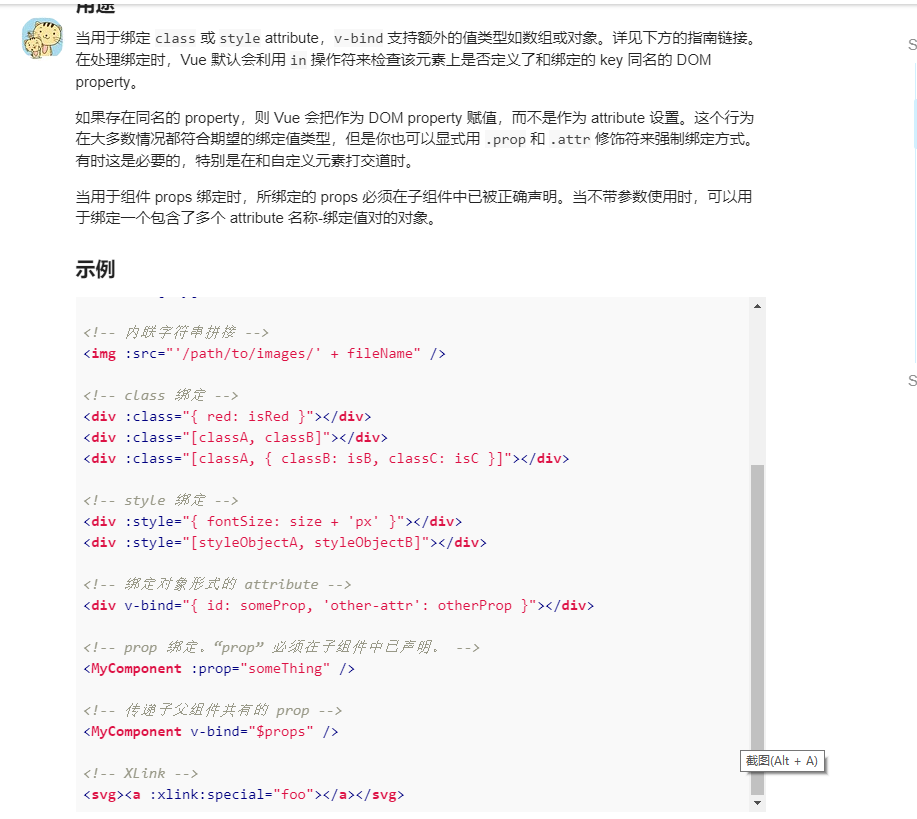 用途
当用于绑定 class 或 style attribute，v-bind 支持额外的值类型如数组或对象。详见下方的指南链接。
在处理绑定时，Vue 默认会利用 in 操作符来检查该元素上是否定义了和绑定的 key 同名的 DOM
property。
如果存在同名的 property，则 Vue 会把作为 DOM property 赋值，而不是作为 attribute 设置。这个行为
在大多数情况都符合期望的绑定值类型，但是你也可以显式用 .prop 和 .attr 修饰符来强制绑定方式。
有时这是必要的，特别是在和自定义元素打交道时。
当用于组件 props 绑定时，所绑定的 props 必须在子组件中已被正确声明。当不带参数使用时，可以用
于绑定一个包含了多个 attribute 名称-绑定值对的对象。
示例
<!-- 内联字符串拼接 -->
<img :src="'/path/to/images/' + fileName" />
<!-- class 绑定 -->
<div :class="{ red: isRed }"></div>
<div :class="[classA, classB]"></div>
<div :class="[classA, { classB: isB, classC: isC }]"></div>
<!-- style 绑定 -->
<div :style="{ fontSize: size + 'px' }"></div>
<div :style="[styleObjectA, styleObjectB]"></div>
<!-- 绑定对象形式的 attribute -->
<div v-bind="{ id: someProp, 'other-attr': otherProp }"></div>
<!-- prop 绑定。“prop” 必须在子组件中已声明。 -->
<MyComponent :prop="someThing" />
<!-- 传递子父组件共有的 prop -->
<MyComponent v-bind="$props" />
<!-- XLink -->
<svg><a :xlink:special="foo"></a></svg>
截图(Alt + A)
S
S